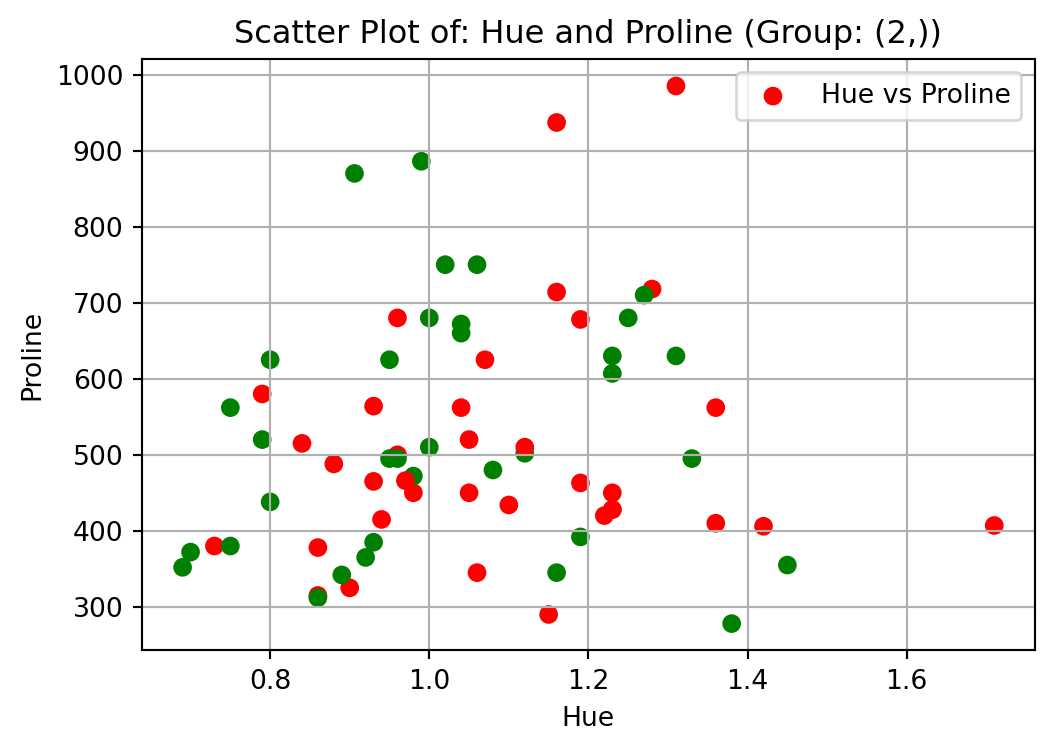 Scatter Plot of: Hue and Proline (Group: (2,))
Hue vs Proline
1000
900
800
700
600
500
400
300
Proline
0.8 1.0 1.2 1.4 1.6
Hue